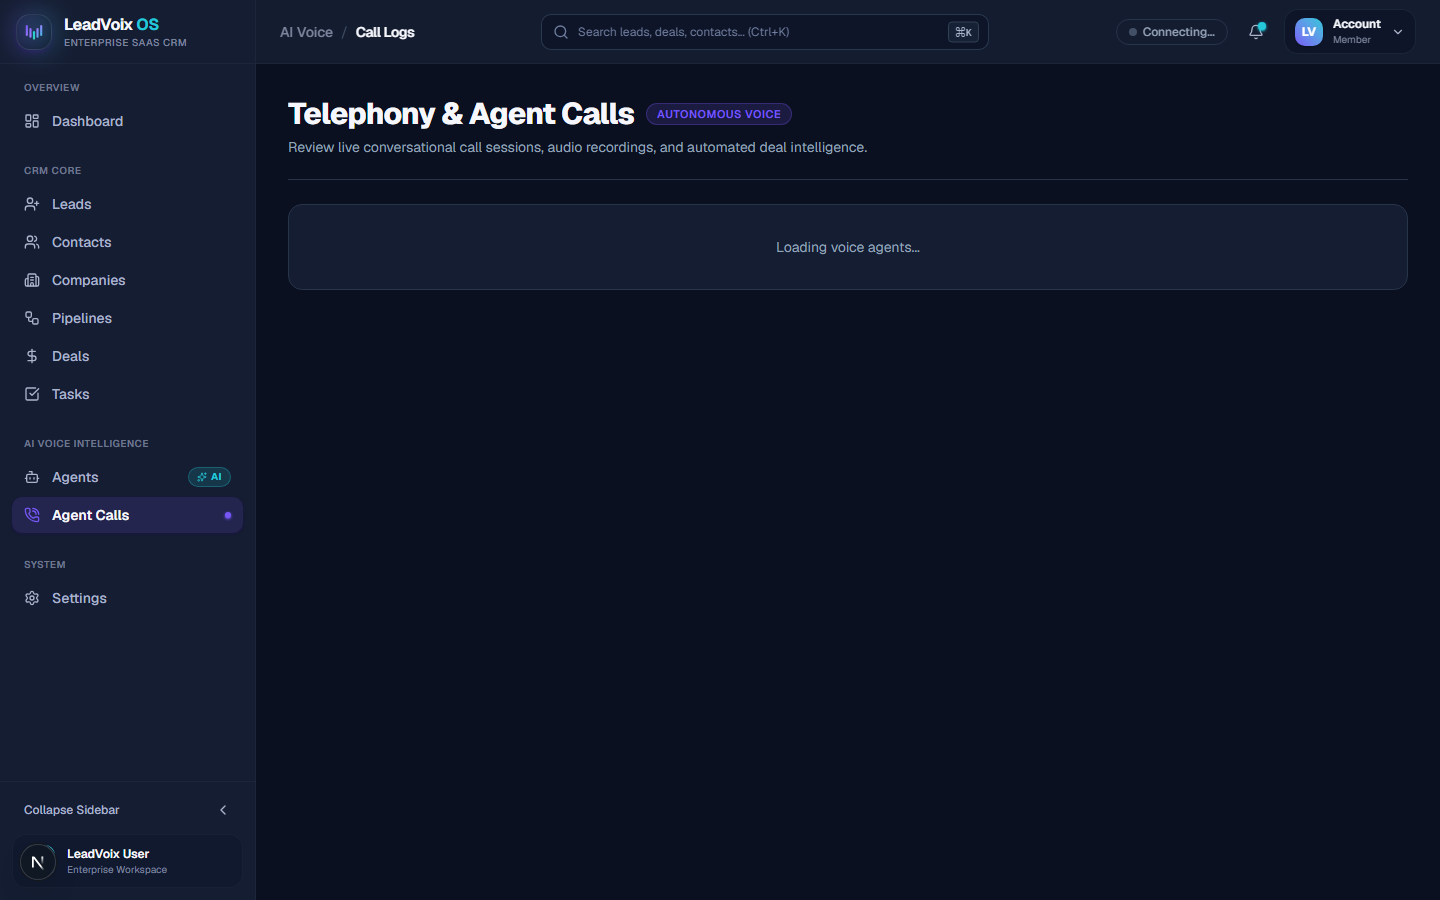 LeadVoix OS
ENTERPRISE SAAS CRM
AI Voice / Call Logs
Search leads, deals, contacts... (Ctrl+K)
⌘K
Connecting...
LV
Account
Member
OVERVIEW
Dashboard
CRM CORE
Leads
Contacts
Companies
Pipelines
Deals
Tasks
AI VOICE INTELLIGENCE
Agents
AI
Agent Calls
SYSTEM
Settings
Collapse Sidebar
N
LeadVoix User
Enterprise Workspace
Telephony & Agent Calls
AUTONOMOUS VOICE
Review live conversational call sessions, audio recordings, and automated deal intelligence.
Loading voice agents...